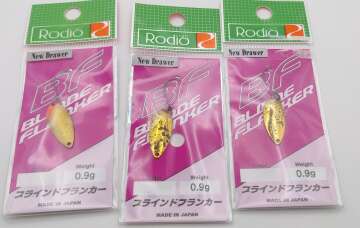 Rodio
New Drawer
BF
BLINDE
FLANKER
Weight
0.9g
ブラインドフランカー
MADE IN JAPAN
Rodio
New Drawer
BF
BLINDE
FLANKER
Weight
0.9g
ブラインドフランカー
MADE IN JAPAN
Rodio
New Drawer
BF
BLINDE
FLANKER
Weight
0.9g
ブラインドフランカー
MADE IN JAPAN